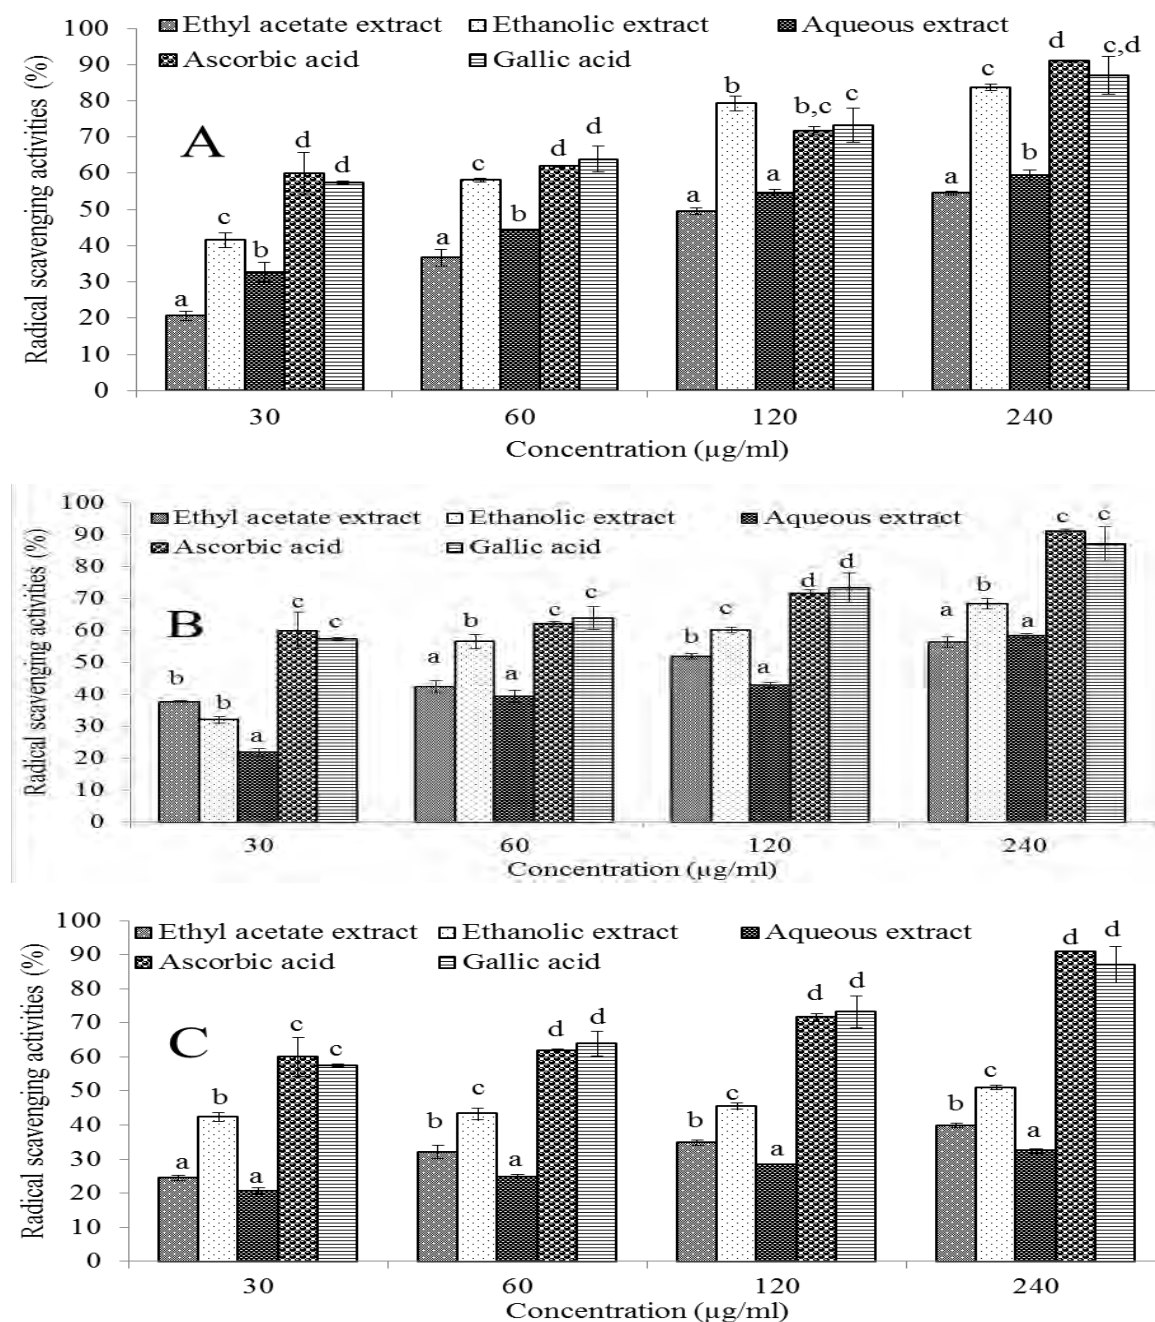 Ethyl acetate extract Ethanolic extract Aqueous extract
Ascorbic acid Gallic acid
Radical scavenging activities (%)
100
90
80
70
60
50
40
30
20
10
0
A
a c b d d
a c b d d
a b a b,c c
a c b d c,d
30 60 120 240
Concentration (µg/ml)
Ethyl acetate extract Ethanolic extract Aqueous extract
Ascorbic acid Gallic acid
Radical scavenging activities (%)
100
90
80
70
60
50
40
30
20
10
0
B
b b a c c
a b a c c
b c a d d
a b a c c
30 60 120 240
Concentration (µg/ml)
Ethyl acetate extract Ethanolic extract Aqueous extract
Ascorbic acid Gallic acid
Radical scavenging activities (%)
100
90
80
70
60
50
40
30
20
10
0
C
a b a c c
b c a d d
b c a d d
b c a d d
30 60 120 240
Concentration (µg/ml)